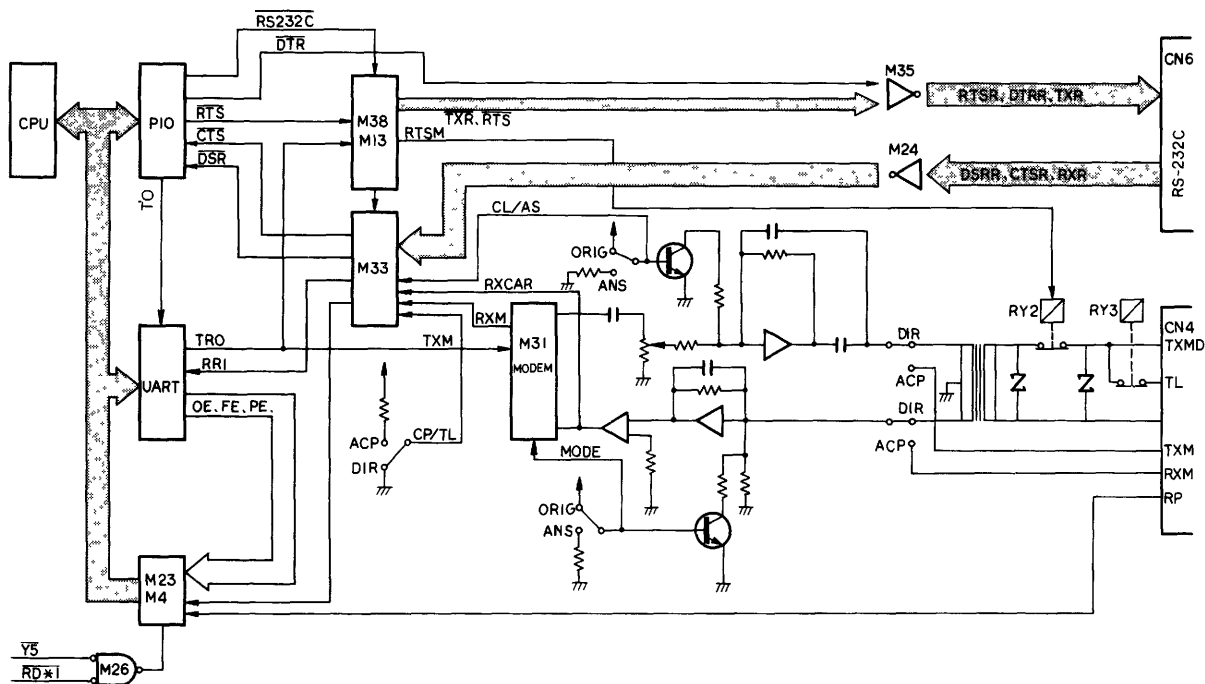 RS232C
DTR
CPU
PIO
RTS
CTS
DSR
TO
M38
M13
TXR, RTS
RTSM
M35
RTSR, DTRR, TXR
CN6
RS-232C
M24
DSRR, CTSR, RXR
M33
CL/AS
ORIG
ANS
RXCAR
RXM
M31
MODEM
UART
TRO
TXM
RRI
OE. FE. PE.
ACP
DIR
CP/TL
MODE
ORIG
ANS
DIR
ACP
DIR
ACP
RY2
RY3
CN4
TXMD
TL
TXM
RXM
RP
M23
M4
Y5
RD*1
M26